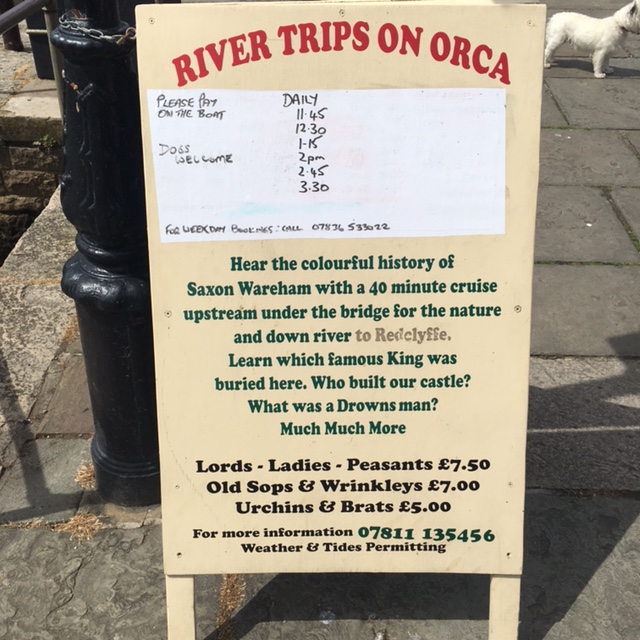 RIVER TRIPS ON ORCA
PLEASE PAY
ON THE BOAT
DOGS
WELCOME
DAILY
11.45
12.30
1-15
2pm
2.45
3.30
FOR WEEKDAY BOOKINGS: CALL 07836 533022
Hear the colourful history of
Saxon Wareham with a 40 minute cruise
upstream under the bridge for the nature
and down river to Redclyffe.
Learn which famous King was
buried here. Who built our castle?
What was a Drowns man?
Much Much More
Lords - Ladies - Peasants £7.50
Old Sops & Wrinkleys £7.00
Urchins & Brats £5.00
For more information 07811 135456
Weather & Tides Permitting